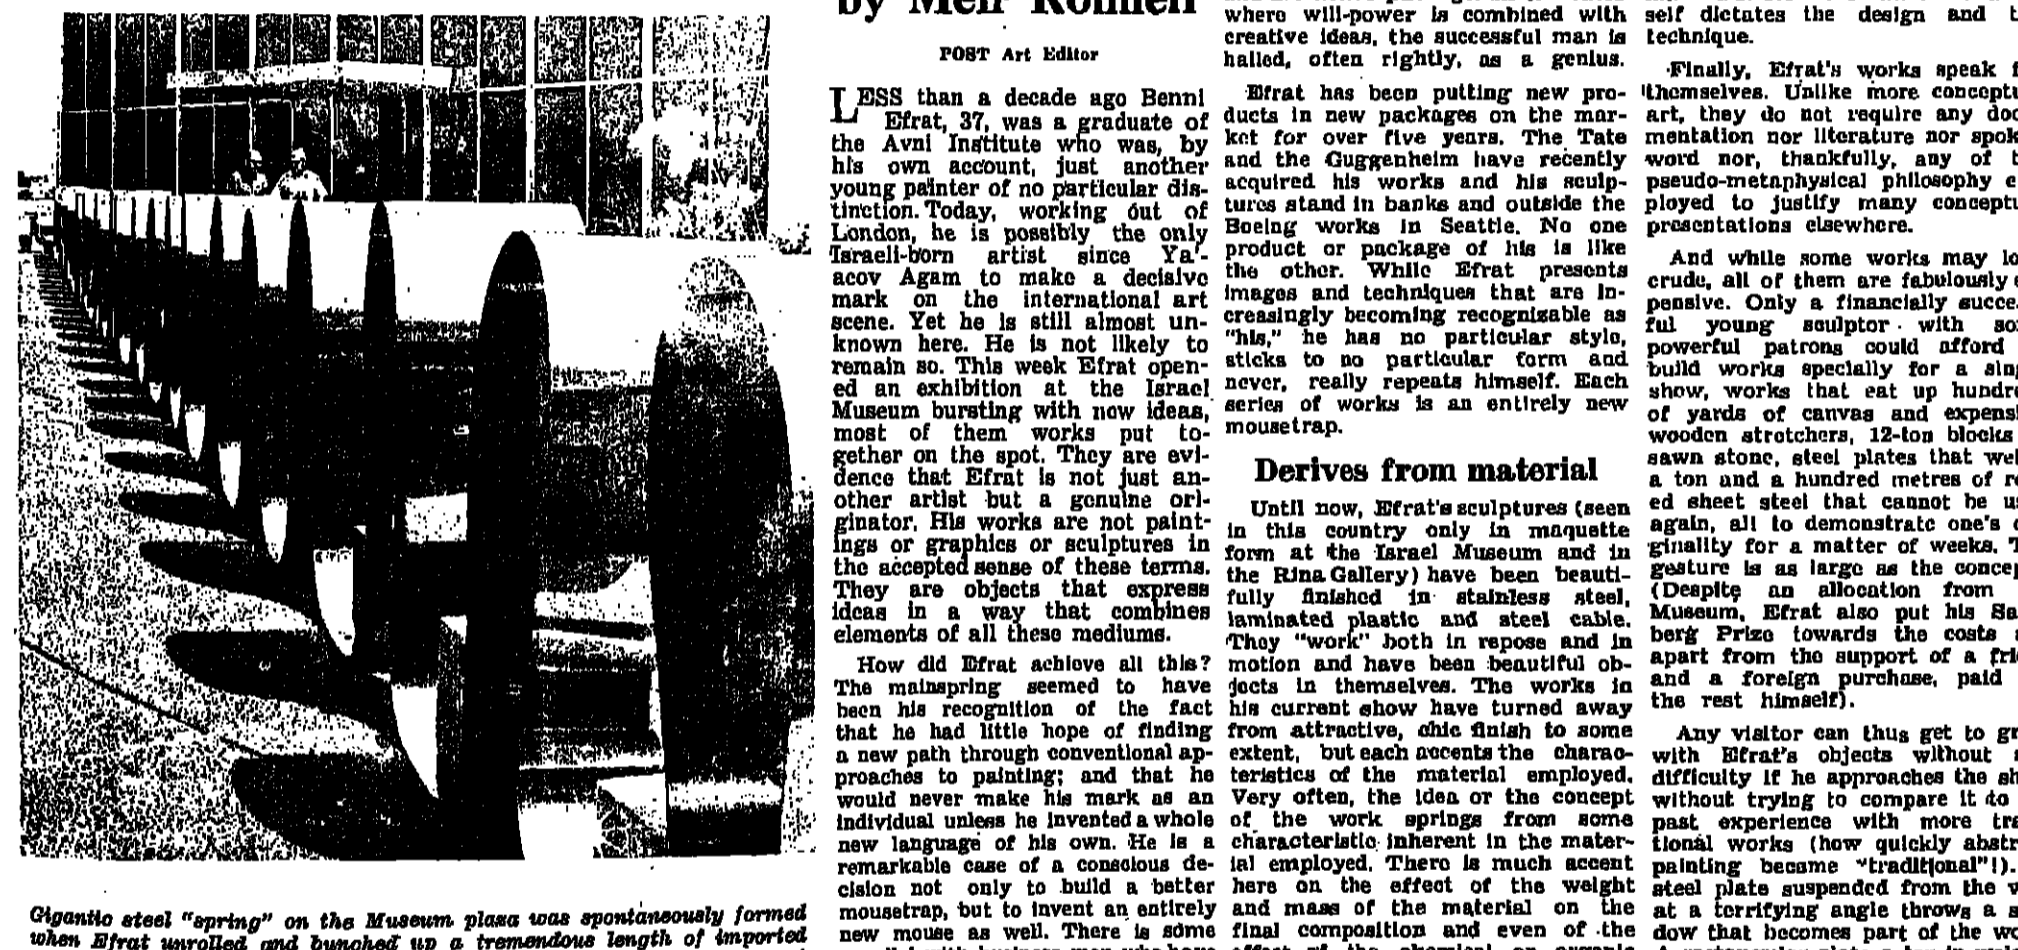 by Meir Ronnen
POST Art Editor
LESS than a decade ago Benni
Efrat, 37, was a graduate of
the Avni Institute who was, by
his own account, just another
young painter of no particular dis-
tinction. Today, working out of
London, he is possibly the only
Israeli-born artist since Ya'-
acov Agam to make a decisive
mark on the international art
scene. Yet he is still almost un-
known here. He is not likely to
remain so. This week Efrat open-
ed an exhibition at the Israel
Museum bursting with new ideas,
most of them works put to-
gether on the spot. They are evi-
dence that Efrat is not just an-
other artist but a genuine ori-
ginator. His works are not paint-
ings or graphics or sculptures in
the accepted sense of these terms.
They are objects that express
ideas in a way that combines
elements of all these mediums.
How did Efrat achieve all this?
The mainspring seemed to have
been his recognition of the fact
that he had little hope of finding
a new path through conventional ap-
proaches to painting; and that he
would never make his mark as an
individual unless he invented a whole
new language of his own. He is a
remarkable case of a conscious de-
cision not only to build a better
mousetrap, but to invent an entirely
new mouse as well. There is some
where will-power is combined with
creative ideas, the successful man is
hailed, often rightly, as a genius.
Efrat has been putting new pro-
ducts in new packages on the mar-
ket for over five years. The Tate
and the Guggenheim have recently
acquired his works and his sculp-
tures stand in banks and outside the
Boeing works in Seattle. No one
product or package of his is like
the other. While Efrat presents
images and techniques that are in-
creasingly becoming recognisable as
"his," he has no particular style,
sticks to no particular form and
never, really repeats himself. Each
series of works is an entirely new
mousetrap.
Derives from material
Until now, Efrat's sculptures (seen
in this country only in maquette
form at the Israel Museum and in
the Rina Gallery) have been beauti-
fully finished in stainless steel,
laminated plastic and steel cable.
They "work" both in repose and in
motion and have been beautiful ob-
jects in themselves. The works in
his current show have turned away
from attractive, chic finish to some
extent, but each accents the charac-
teristics of the material employed.
Very often, the idea or the concept
of the work springs from some
characteristic inherent in the mater-
ial employed. There is much accent
here on the effect of the weight
and mass of the material on the
final composition and even of the
self dictates the design and t
technique.
Finally, Efrat's works speak f
themselves. Unlike more conceptu
art, they do not require any doc
mentation nor literature nor spok
word nor, thankfully, any of t
pseudo-metaphysical philosophy e
ployed to justify many conceptu
presentations elsewhere.
And while some works may lo
crude, all of them are fabulously e
pensive. Only a financially succe
ful young sculptor with so
powerful patrons could afford
build works specially for a sing
show, works that eat up hundre
of yards of canvas and expens
wooden stretchers, 12-ton blocks
sawn stone, steel plates that wei
a ton and a hundred metres of r
ed sheet steel that cannot be us
again, all to demonstrate one's o
ginality for a matter of weeks. T
gesture is as large as the concep
(Despite an allocation from
Museum, Efrat also put his Sa
berg Prize towards the costs a
apart from the support of a fri
and a foreign purchase, paid
the rest himself).
Any visitor can thus get to gr
with Efrat's objects without
difficulty if he approaches the sh
without trying to compare it to
past experience with more tra
tional works (how quickly abstr
painting became "traditional"!).
steel plate suspended from the w
at a terrifying angle throws a s
dow that becomes part of the wo
Gigantic steel "spring" on the Museum plaza was spontaneously formed
when Efrat unrolled and bunched up a tremendous length of imported